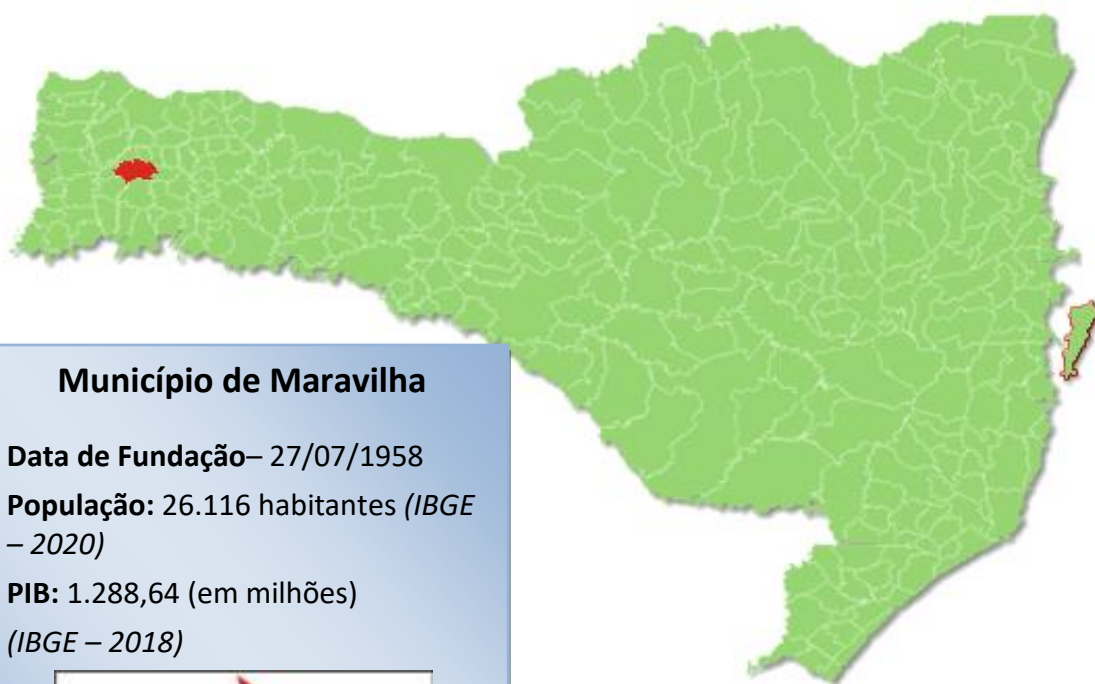 Município de Maravilha
Data de Fundação– 27/07/1958
População: 26.116 habitantes (IBGE
– 2020)
PIB: 1.288,64 (em milhões)
(IBGE – 2018)